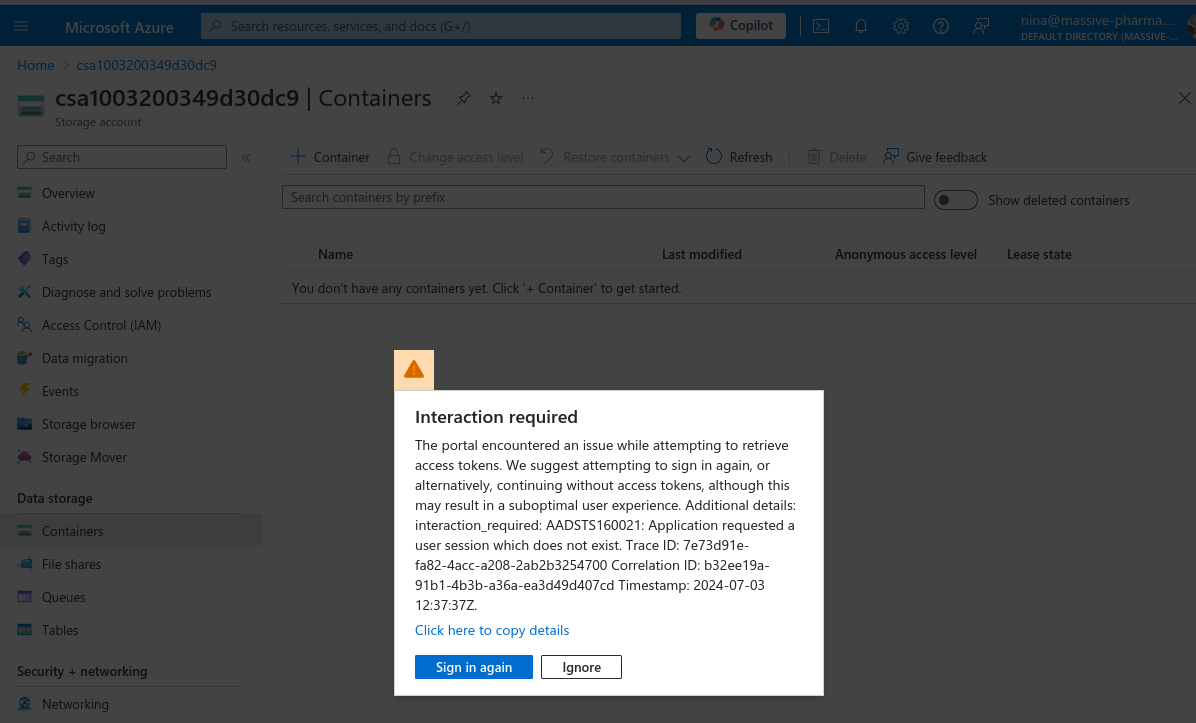 Microsoft Azure
Search resources, services, and docs (G+/)
Copilot
nina@massive-pharma....
DEFAULT DIRECTORY (MASSIVE-...
Home > csa1003200349d30dc9
csa1003200349d30dc9 | Containers
Storage account
Search
Container
Change access level
Restore containers
Refresh
Delete
Give feedback
Search containers by prefix
Show deleted containers
Overview
Activity log
Tags
Diagnose and solve problems
Access Control (IAM)
Data migration
Events
Storage browser
Storage Mover
Data storage
Containers
File shares
Queues
Tables
Security + networking
Networking
Name Last modified Anonymous access level Lease state
You don't have any containers yet. Click '+ Container' to get started.
Interaction required
The portal encountered an issue while attempting to retrieve
access tokens. We suggest attempting to sign in again, or
alternatively, continuing without access tokens, although this
may result in a suboptimal user experience. Additional details:
interaction_required: AADSTS160021: Application requested a
user session which does not exist. Trace ID: 7e73d91e-
fa82-4acc-a208-2ab2b3254700 Correlation ID: b32ee19a-
91b1-4b3b-a36a-ea3d49d407cd Timestamp: 2024-07-03
12:37:37Z.
Click here to copy details
Sign in again
Ignore